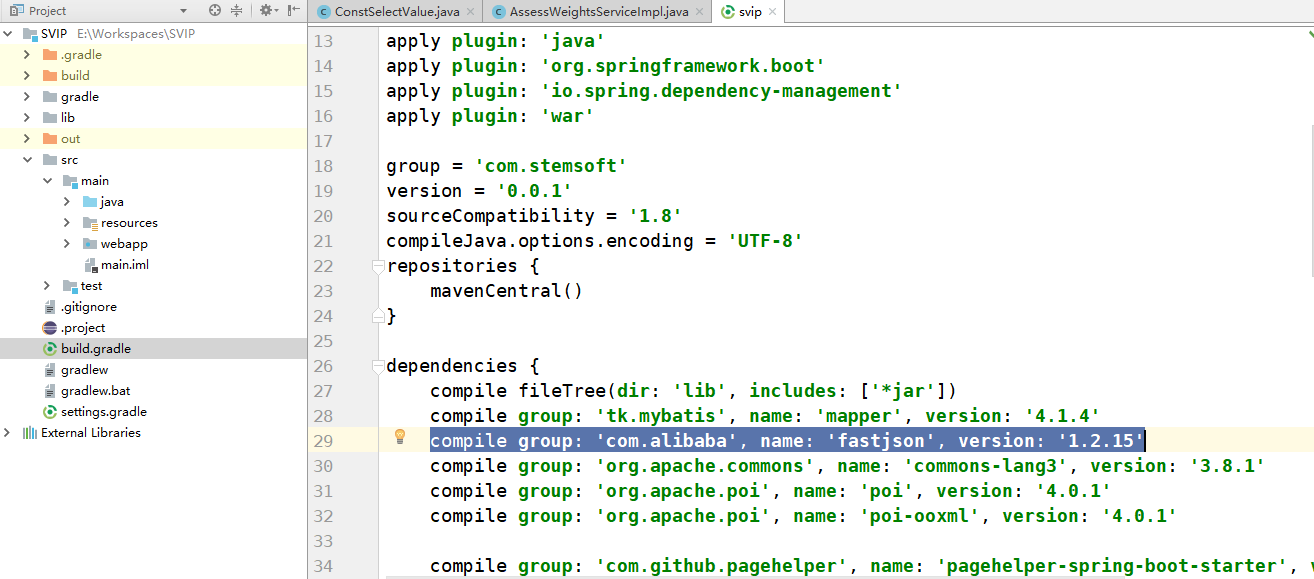 Project
ConstSelectValue.java
AssessWeightsServiceImpl.java
svip
SVIP E:\Workspaces\SVIP
.gradle
build
gradle
lib
out
src
main
java
resources
webapp
main.iml
test
.gitignore
.project
build.gradle
gradlew
gradlew.bat
settings.gradle
External Libraries
13 apply plugin: 'java'
14 apply plugin: 'org.springframework.boot'
15 apply plugin: 'io.spring.dependency-management'
16 apply plugin: 'war'
17
18 group = 'com.stemsoft'
19 version = '0.0.1'
20 sourceCompatibility = '1.8'
21 compileJava.options.encoding = 'UTF-8'
22 repositories {
23 mavenCentral()
24 }
25
26 dependencies {
27 compile fileTree(dir: 'lib', includes: ['*jar'])
28 compile group: 'tk.mybatis', name: 'mapper', version: '4.1.4'
29 compile group: 'com.alibaba', name: 'fastjson', version: '1.2.15'
30 compile group: 'org.apache.commons', name: 'commons-lang3', version: '3.8.1'
31 compile group: 'org.apache.poi', name: 'poi', version: '4.0.1'
32 compile group: 'org.apache.poi', name: 'poi-ooxml', version: '4.0.1'
33
34 compile group: 'com.github.pagehelper', name: 'pagehelper-spring-boot-starter',